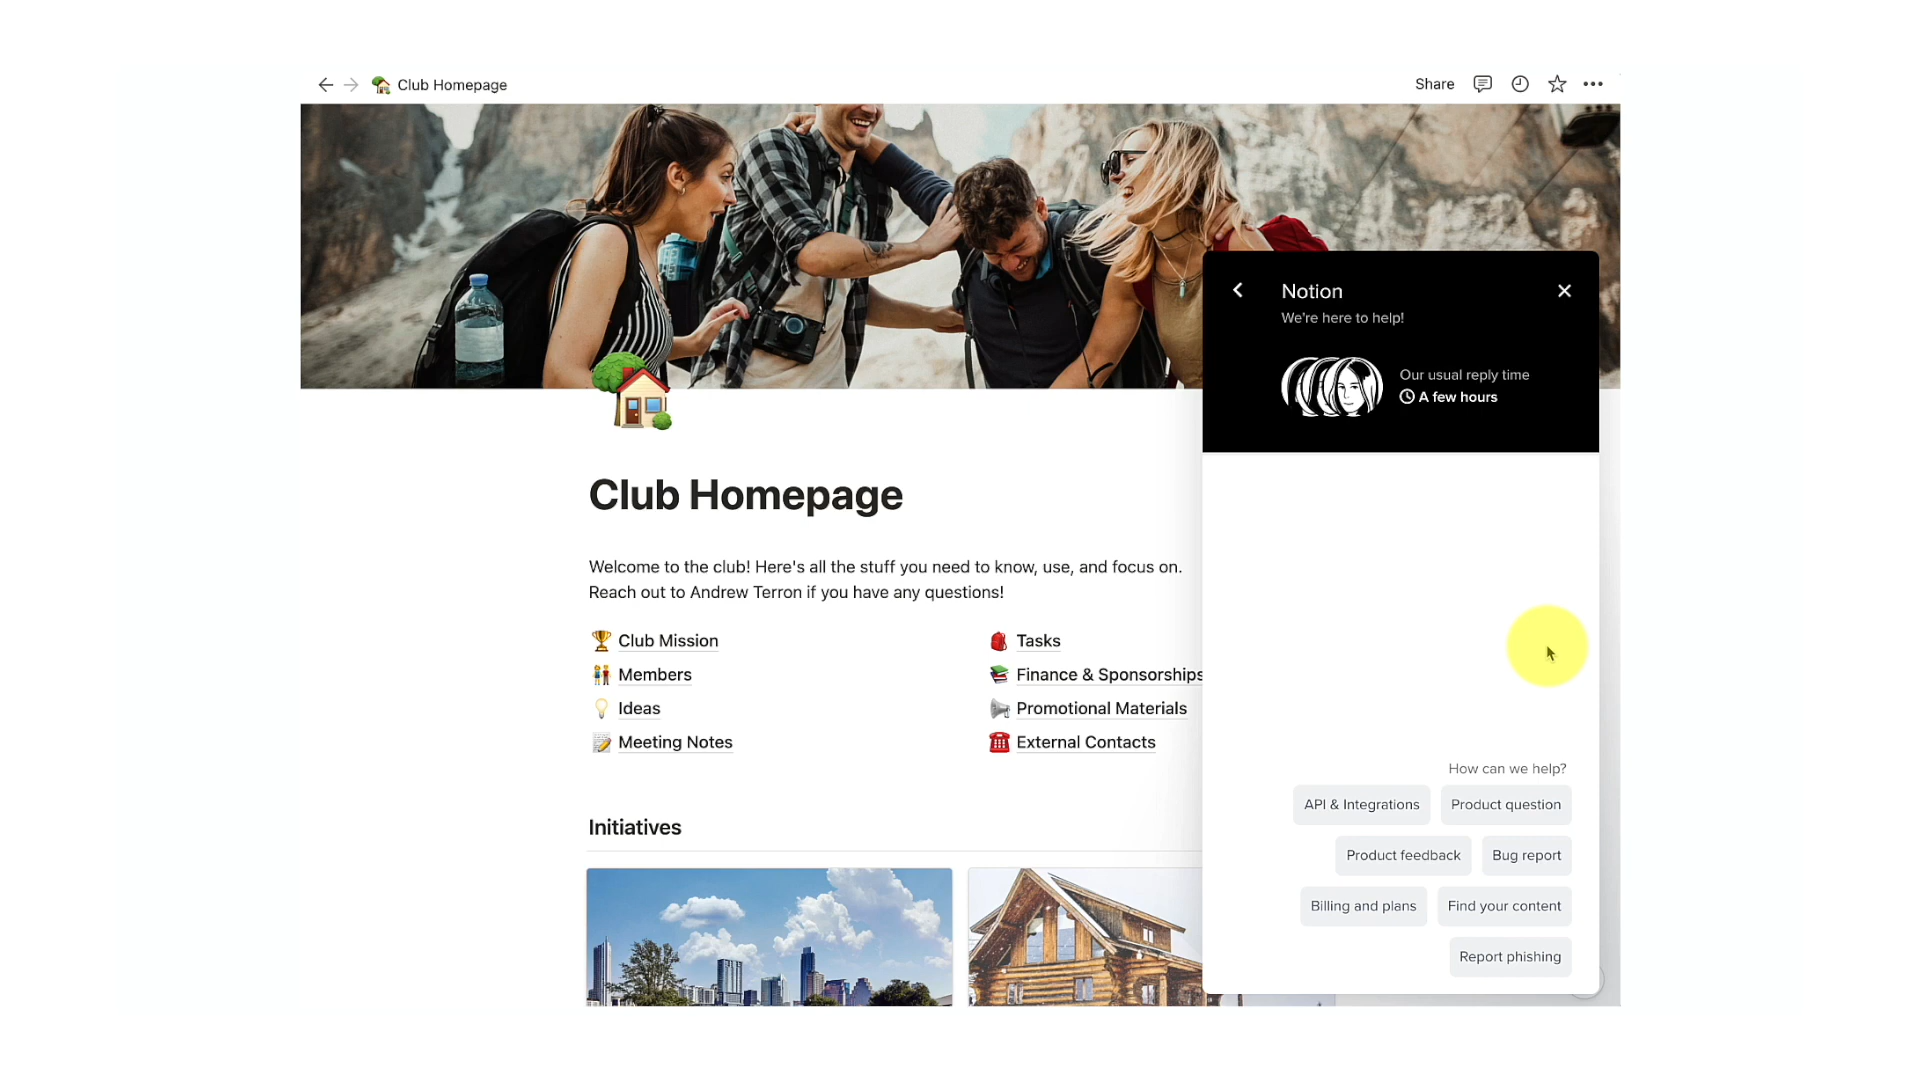 Club Homepage
Share
Notion
We're here to help!
Our usual reply time
A few hours
Club Homepage
Welcome to the club! Here's all the stuff you need to know, use, and focus on.
Reach out to Andrew Terron if you have any questions!
Club Mission
Tasks
Members
Finance & Sponsorships
Ideas
Promotional Materials
Meeting Notes
External Contacts
How can we help?
API & Integrations
Product question
Product feedback
Bug report
Billing and plans
Find your content
Report phishing
Initiatives